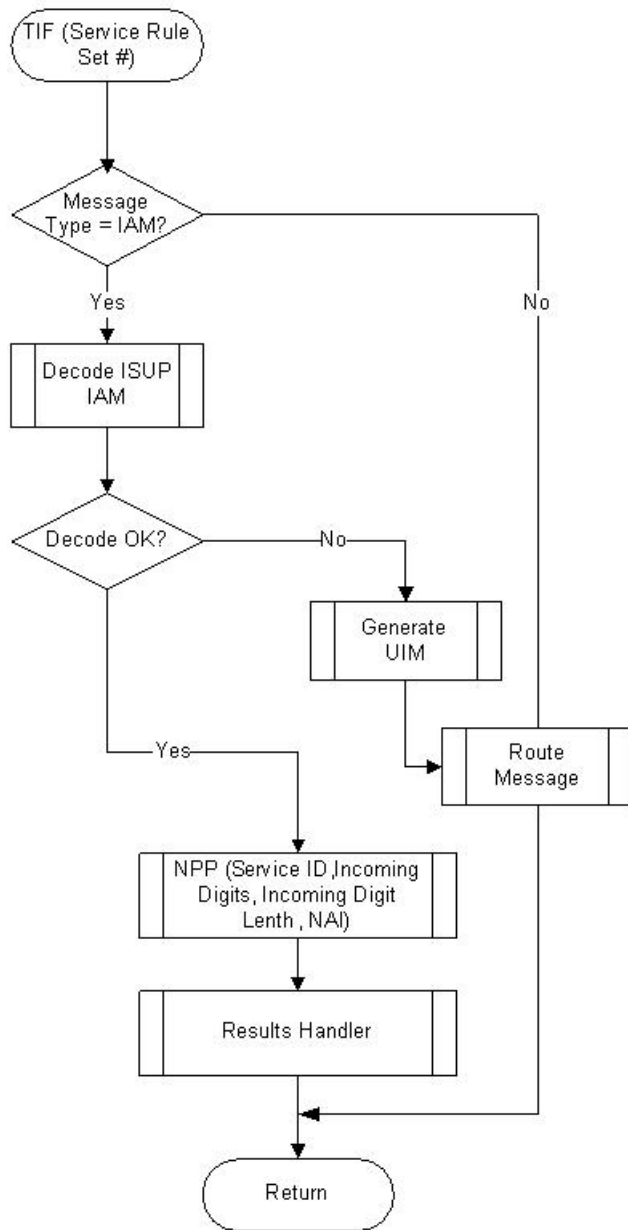 TIF (Service Rule
Set #)
Message
Type = IAM?
Yes
No
Decode ISUP
IAM
Decode OK?
No
Generate
UIM
Yes
Route
Message
NPP (Service ID ,Incoming
Digits, Incoming Digit
Lenth , NAI)
Results Handler
Return